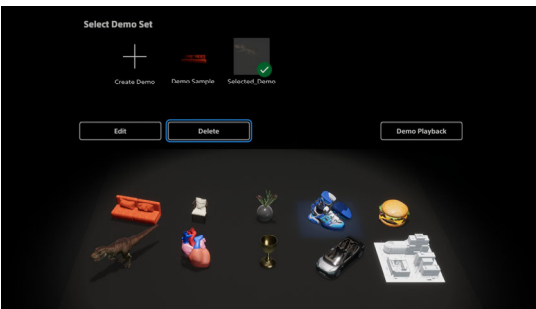 Select Demo Set
Create Demo
Demo Sample
Selected_Demo
Edit
Delete
Demo Playback